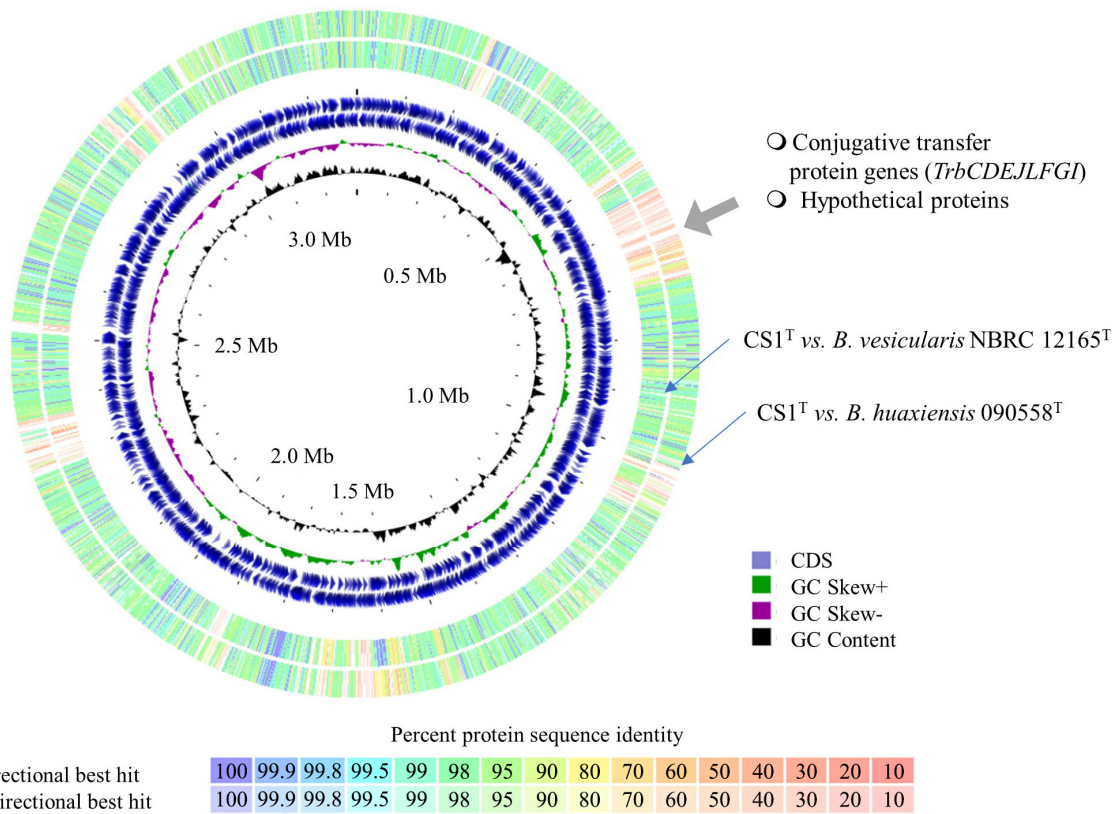 ❍ Conjugative transfer
protein genes (TrbCDEJLFGI)
❍ Hypothetical proteins
3.0 Mb
0.5 Mb
CS1ᵀ vs. B. vesicularis NBRC 12165ᵀ
2.5 Mb
1.0 Mb
CS1ᵀ vs. B. huaxiensis 090558ᵀ
2.0 Mb
1.5 Mb
CDS
GC Skew+
GC Skew-
GC Content
Percent protein sequence identity
best hit 100 99.9 99.8 99.5 99 98 95 90 80 70 60 50 40 30 20 10
best hit 100 99.9 99.8 99.5 99 98 95 90 80 70 60 50 40 30 20 10